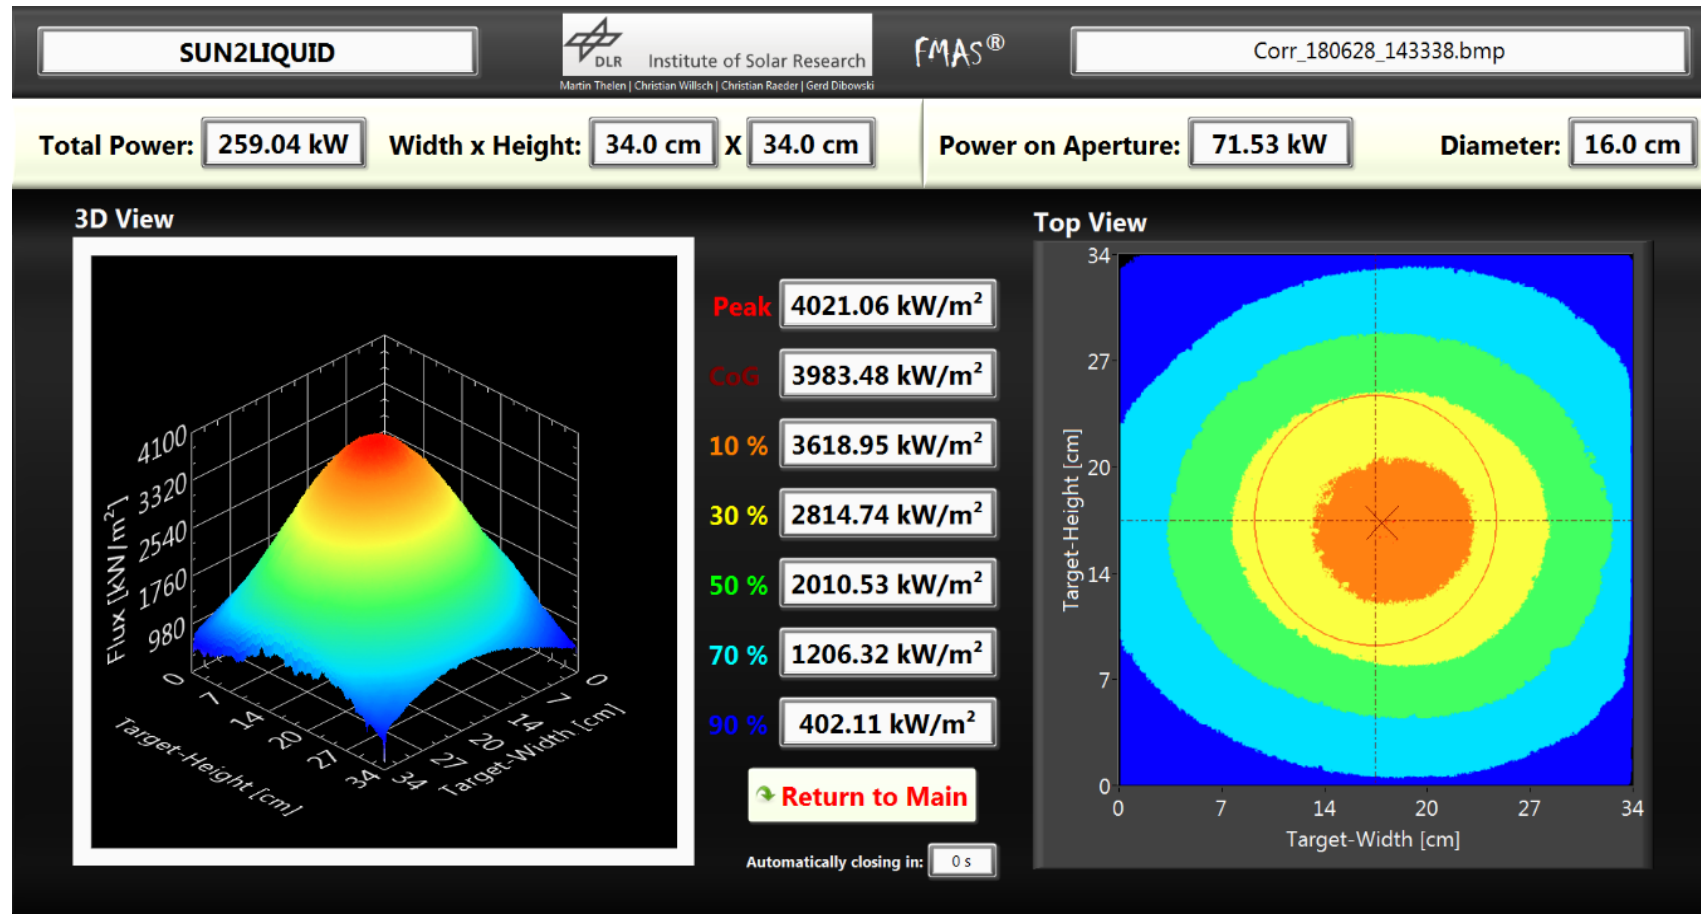 SUN2LIQUID
DLR Institute of Solar Research
Martin Thelen | Christian Willsch | Christian Raeder | Gerd Dibowski
FMAS®
Corr_180628_143338.bmp
Total Power: 259.04 kW Width x Height: 34.0 cm X 34.0 cm Power on Aperture: 71.53 kW Diameter: 16.0 cm
3D View
4100
3320
2540
1760
980
Flux [kW/m²]
0 7 14 20 27 34
Target-Height [cm]
34 27 20 14 7 0
Target-Width [cm]
Peak 4021.06 kW/m²
CoG 3983.48 kW/m²
10 % 3618.95 kW/m²
30 % 2814.74 kW/m²
50 % 2010.53 kW/m²
70 % 1206.32 kW/m²
90 % 402.11 kW/m²
Return to Main
Automatically closing in: 0 s
Top View
34
27
20
14
7
0
Target-Height [cm]
0 7 14 20 27 34
Target-Width [cm]